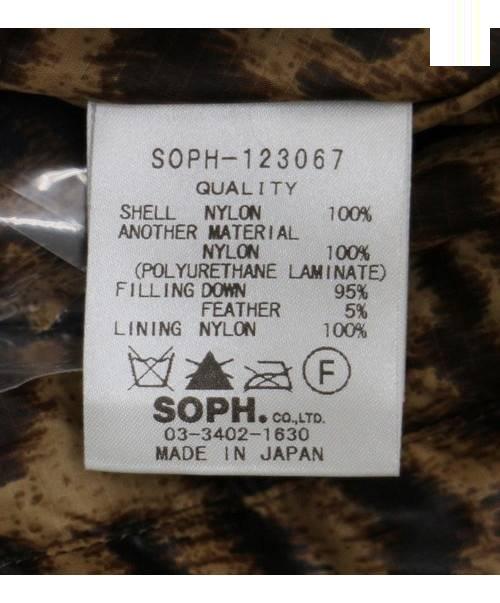 SOPH-123067
QUALITY
SHELL NYLON 100%
ANOTHER MATERIAL
NYLON 100%
(POLYURETHANE LAMINATE)
FILLING DOWN 95%
FEATHER 5%
LINING NYLON 100%
F
SOPH. CO.,LTD.
03-3402-1630
MADE IN JAPAN